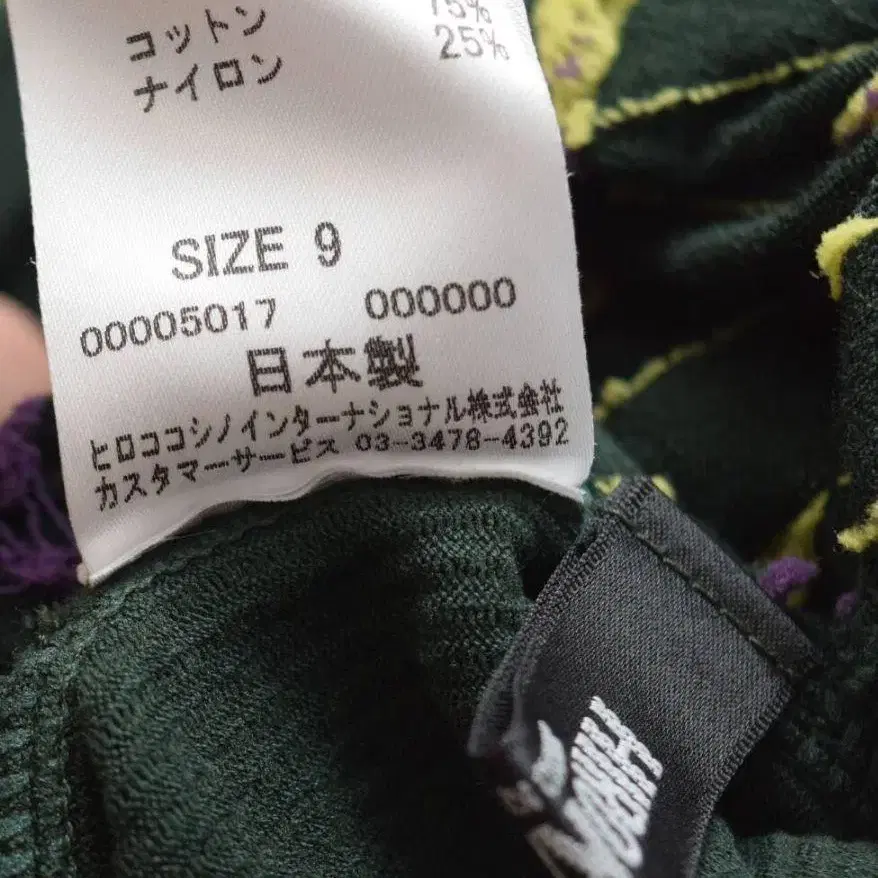 コットン 75%
ナイロン 25%
SIZE 9
00005017 000000
日本製
ヒロココシノインターナショナル株式会社
カスタマーサービス 03-3478-4392